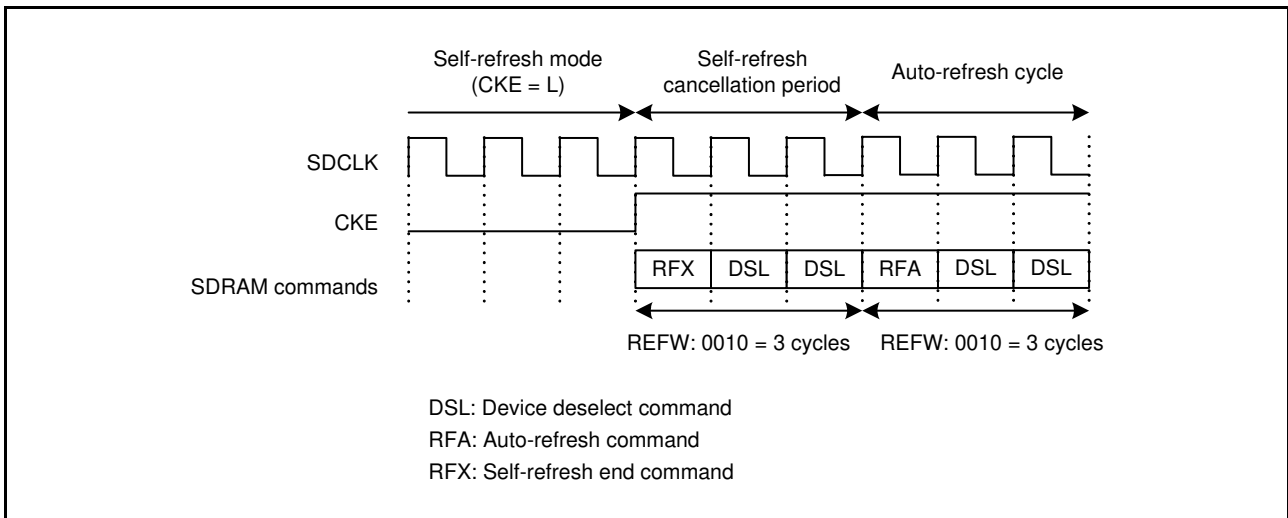 Self-refresh mode
(CKE = L)
Self-refresh
cancellation period
Auto-refresh cycle
SDCLK
CKE
SDRAM commands
RFX DSL DSL RFA DSL DSL
REFW: 0010 = 3 cycles REFW: 0010 = 3 cycles
DSL: Device deselect command
RFA: Auto-refresh command
RFX: Self-refresh end command